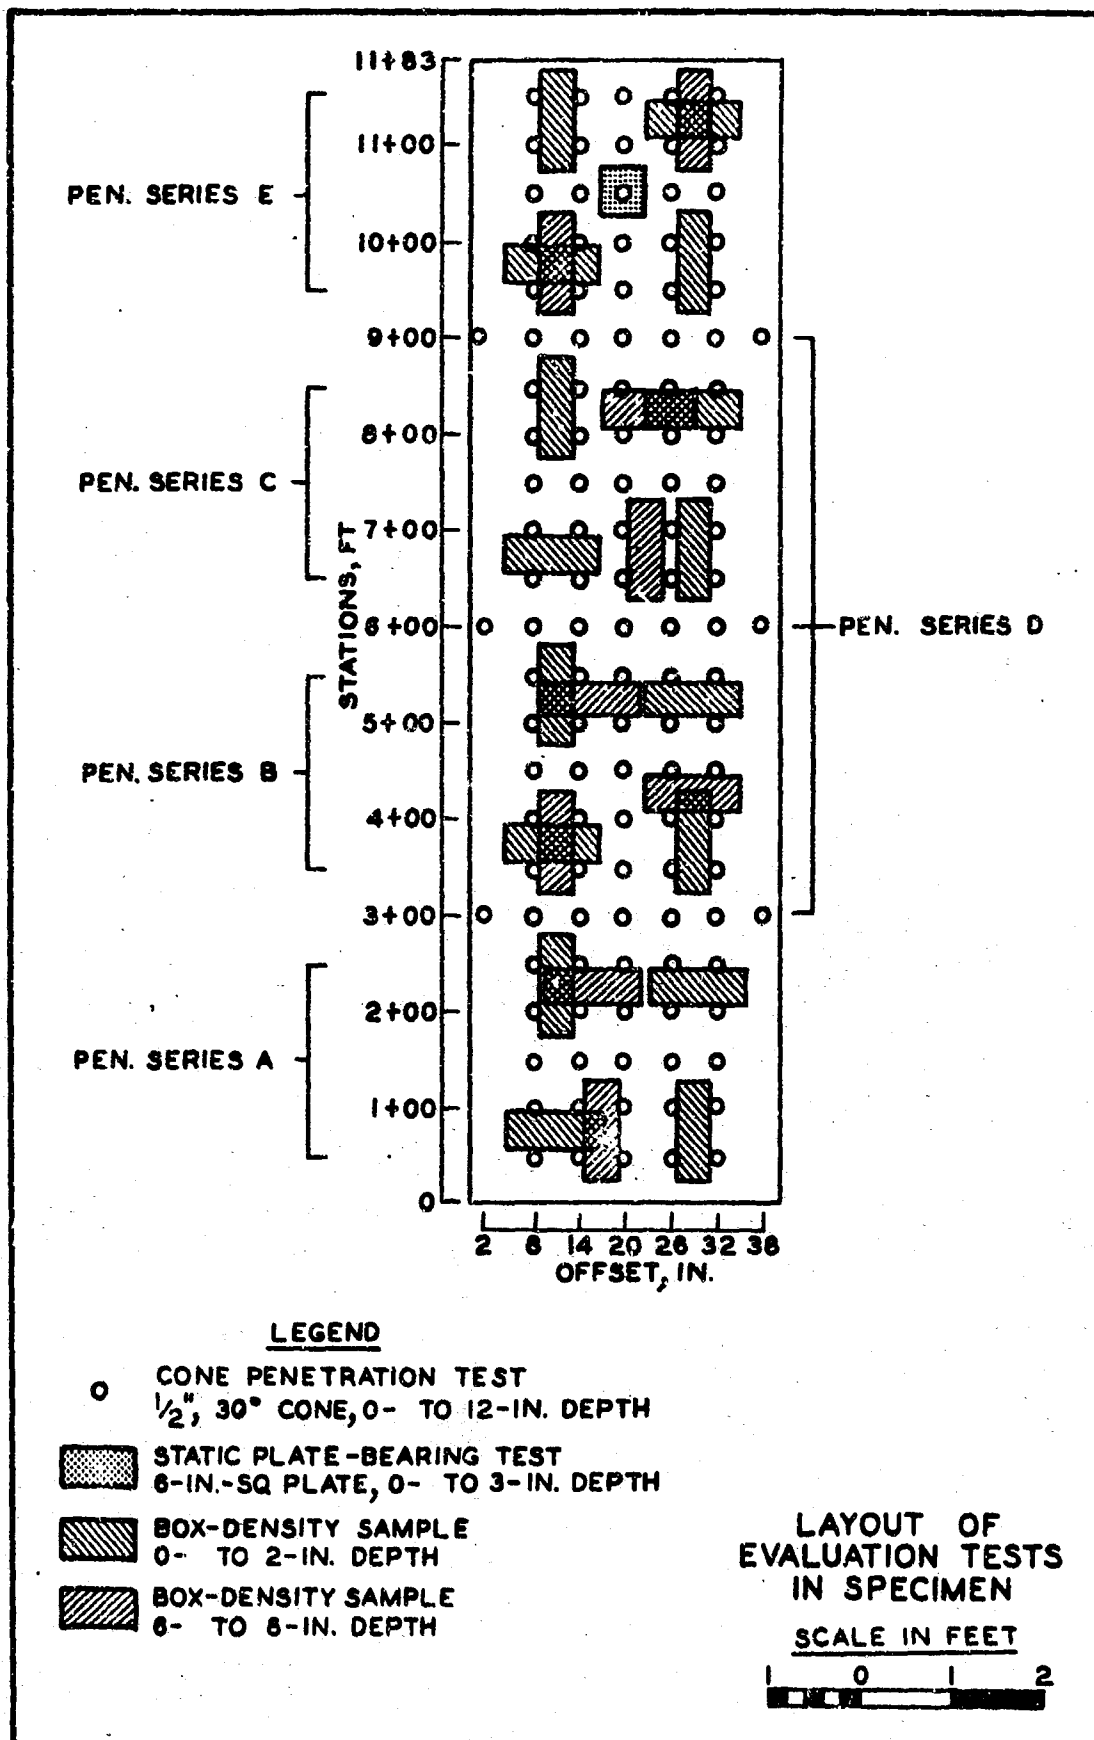 11+83
11+00
10+00
9+00
8+00
7+00
6+00
5+00
4+00
3+00
2+00
1+00
0
STATIONS, FT
PEN. SERIES E
PEN. SERIES C
PEN. SERIES B
PEN. SERIES A
PEN. SERIES D
2 8 14 20 26 32 38
OFFSET, IN.
LEGEND
CONE PENETRATION TEST
1/2", 30° CONE, 0- TO 12-IN. DEPTH
STATIC PLATE-BEARING TEST
6-IN.-SQ PLATE, 0- TO 3-IN. DEPTH
BOX-DENSITY SAMPLE
0- TO 2-IN. DEPTH
BOX-DENSITY SAMPLE
6- TO 8-IN. DEPTH
LAYOUT OF
EVALUATION TESTS
IN SPECIMEN
SCALE IN FEET
1 0 1 2